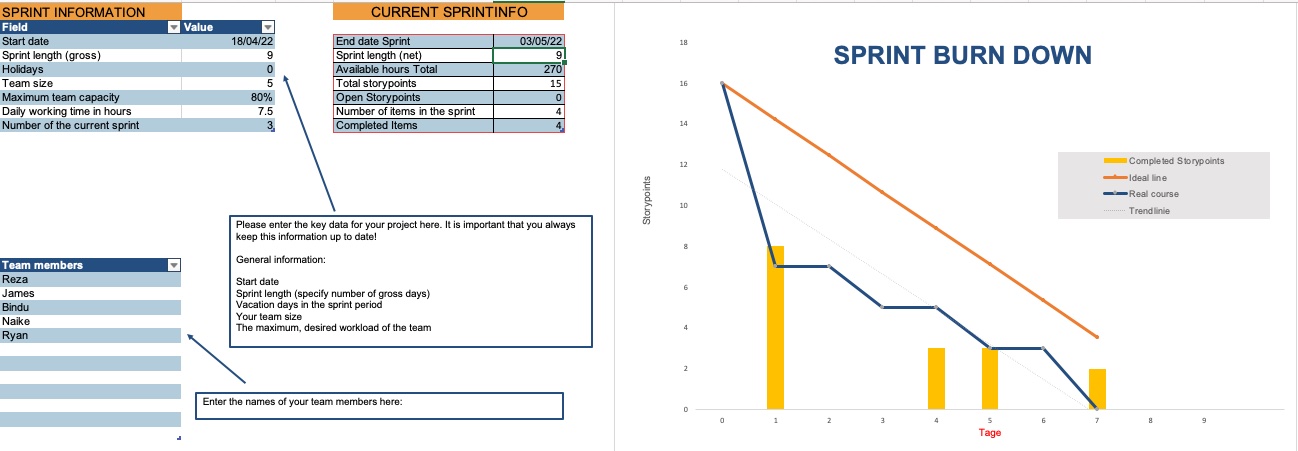 SPRINT INFORMATION
Field Value
Start date 18/04/22
Sprint length (gross) 9
Holidays 0
Team size 5
Maximum team capacity 80%
Daily working time in hours 7.5
Number of the current sprint 3
CURRENT SPRINTINFO
End date Sprint 03/05/22
Sprint length (net) 9
Available hours Total 270
Total storypoints 15
Open Storypoints 0
Number of items in the sprint 4
Completed Items 4
Please enter the key data for your project here. It is important that you always
keep this information up to date!
General information:
Start date
Sprint length (specify number of gross days)
Vacation days in the sprint period
Your team size
The maximum, desired workload of the team
Team members
Reza
James
Bindu
Naike
Ryan
Enter the names of your team members here:
SPRINT BURN DOWN
Storypoints
18
16
14
12
10
8
6
4
2
0
0 1 2 3 4 5 6 7 8 9
Tage
Completed Storypoints
Ideal line
Real course
Trendlinie